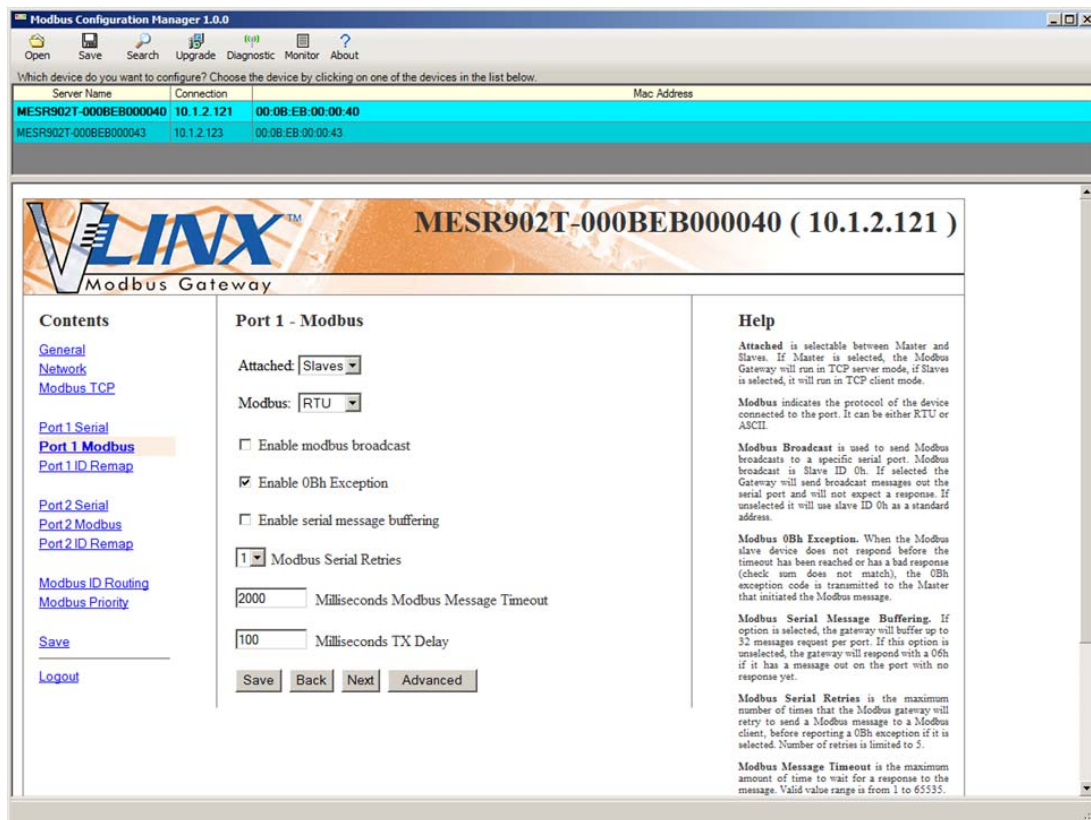 Modbus Configuration Manager 1.0.0
Open Save Search Upgrade Diagnostic Monitor About
Which device do you want to configure? Choose the device by clicking on one of the devices in the list below.
Server Name Connection Mac Address
MESR902T-000BEB000040 10.1.2.121 00:0B:EB:00:00:40
MESR902T-000BEB000043 10.1.2.123 00:0B:EB:00:00:43
VLINX™
Modbus Gateway
MESR902T-000BEB000040 ( 10.1.2.121 )
Contents
General
Network
Modbus TCP
Port 1 Serial
Port 1 Modbus
Port 1 ID Remap
Port 2 Serial
Port 2 Modbus
Port 2 ID Remap
Modbus ID Routing
Modbus Priority
Save
Logout
Port 1 - Modbus
Attached: Slaves
Modbus: RTU
Enable modbus broadcast
Enable 0Bh Exception
Enable serial message buffering
1 Modbus Serial Retries
2000 Milliseconds Modbus Message Timeout
100 Milliseconds TX Delay
Save Back Next Advanced
Help
Attached is selectable between Master and
Slaves. If Master is selected, the Modbus
Gateway will run in TCP server mode, if Slaves
is selected, it will run in TCP client mode.
Modbus indicates the protocol of the device
connected to the port. It can be either RTU or
ASCII.
Modbus Broadcast is used to send Modbus
broadcasts to a specific serial port. Modbus
broadcast is Slave ID 0h. If selected the
Gateway will send broadcast messages out the
serial port and will not expect a response. If
unselected it will use slave ID 0h as a standard
address.
Modbus 0Bh Exception. When the Modbus
slave device does not respond before the
timeout has been reached or has a bad response
(check sum does not match), the 0Bh
exception code is transmitted to the Master
that initiated the Modbus message.
Modbus Serial Message Buffering. If
option is selected, the gateway will buffer up to
32 messages request per port. If this option is
unselected, the gateway will respond with a 06h
if it has a message out on the port with no
response yet.
Modbus Serial Retries is the maximum
number of times that the Modbus gateway will
retry to send a Modbus message to a Modbus
client, before reporting a 0Bh exception if it is
selected. Number of retries is limited to 5.
Modbus Message Timeout is the maximum
amount of time to wait for a response to the
message. Valid value range is from 1 to 65535.